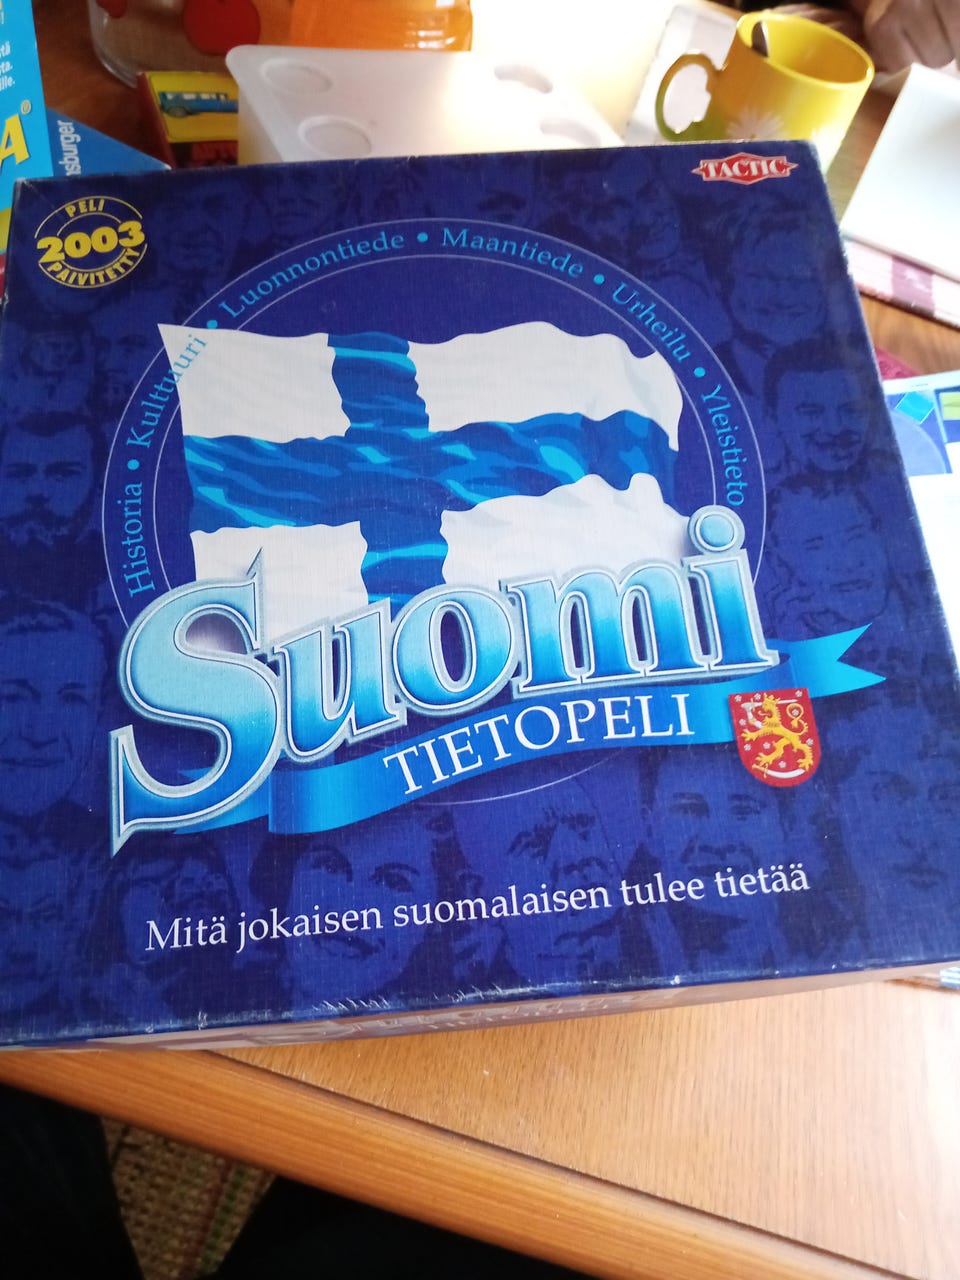 PELI
2003
PÄIVITETTY
TACTIC
Historia • Kulttuuri • Luonnontiede • Maantiede • Urheilu • Yleistieto
Suomi
TIETOPELI
Mitä jokaisen suomalaisen tulee tietää
A®